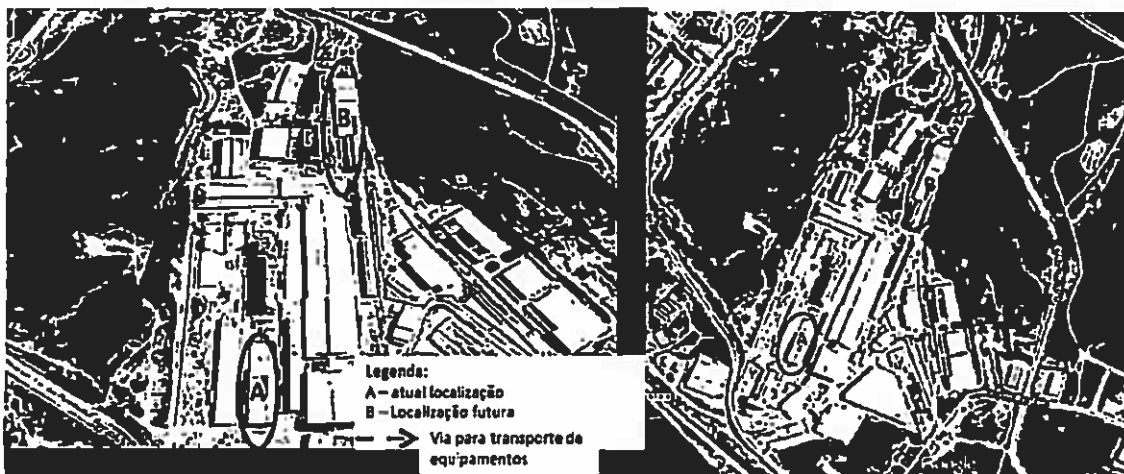 B
A
Legenda:
A – atual localização
B – Localização futura
Via para transporte de
equipamentos
A